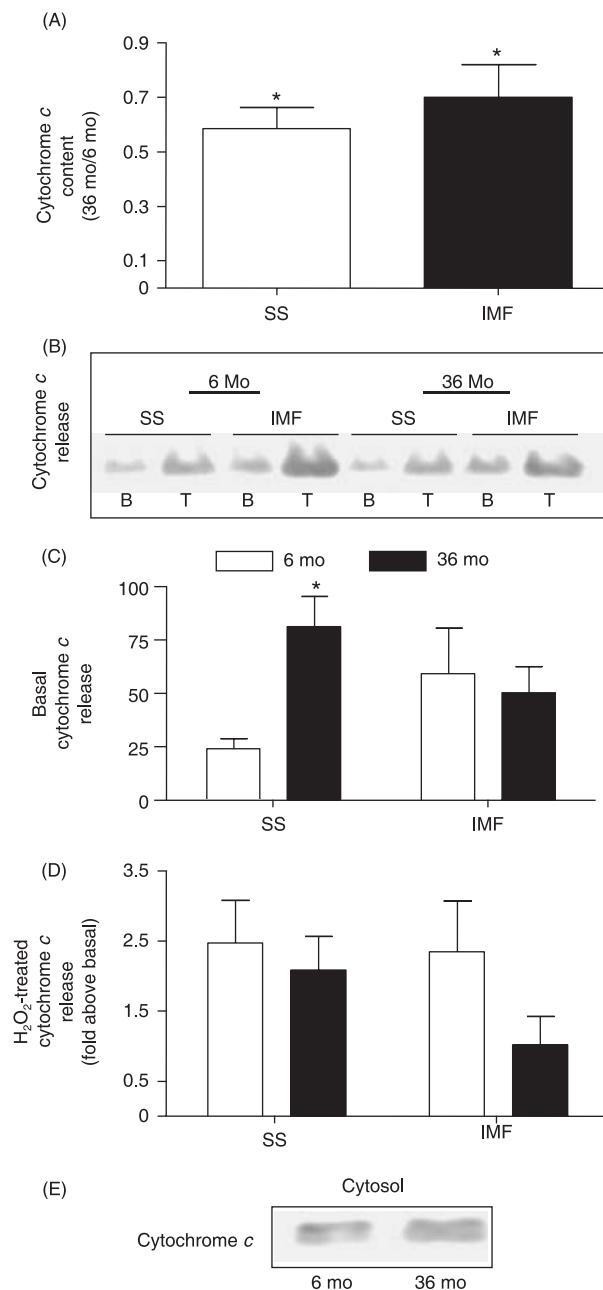 (A)
Cytochrome c
content
(36 mo/6 mo)
0.9
0.7
0.5
0.3
0.1
0
*
*
SS
IMF
(B)
Cytochrome c
release
6 Mo
36 Mo
SS
IMF
SS
IMF
B
T
B
T
B
T
B
T
(C)
6 mo
36 mo
Basal
cytochrome c
release
100
75
50
25
0
*
SS
IMF
(D)
H₂O₂-treated
cytochrome c
release
(fold above basal)
3.5
2.5
1.5
0.5
0
SS
IMF
(E)
Cytosol
Cytochrome c
6 mo
36 mo